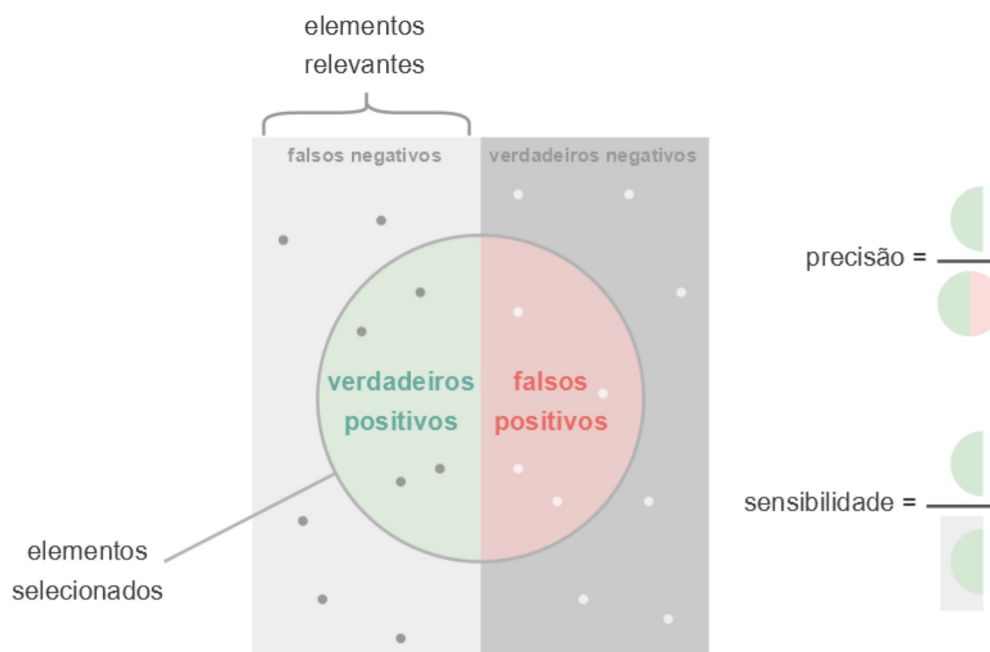 elementos
relevantes
falsos negativos
verdadeiros negativos
precisão =
verdadeiros
positivos
falsos
positivos
sensibilidade =
elementos
selecionados